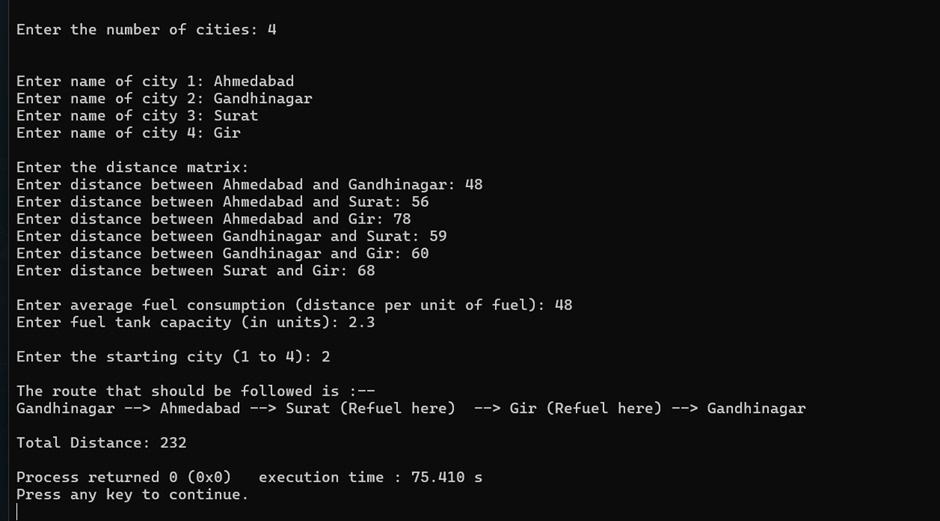 Enter the number of cities: 4
Enter name of city 1: Ahmedabad
Enter name of city 2: Gandhinagar
Enter name of city 3: Surat
Enter name of city 4: Gir
Enter the distance matrix:
Enter distance between Ahmedabad and Gandhinagar: 48
Enter distance between Ahmedabad and Surat: 56
Enter distance between Ahmedabad and Gir: 78
Enter distance between Gandhinagar and Surat: 59
Enter distance between Gandhinagar and Gir: 60
Enter distance between Surat and Gir: 68
Enter average fuel consumption (distance per unit of fuel): 48
Enter fuel tank capacity (in units): 2.3
Enter the starting city (1 to 4): 2
The route that should be followed is :--
Gandhinagar --> Ahmedabad --> Surat (Refuel here)  --> Gir (Refuel here) --> Gandhinagar
Total Distance: 232
Process returned 0 (0x0)   execution time : 75.410 s
Press any key to continue.